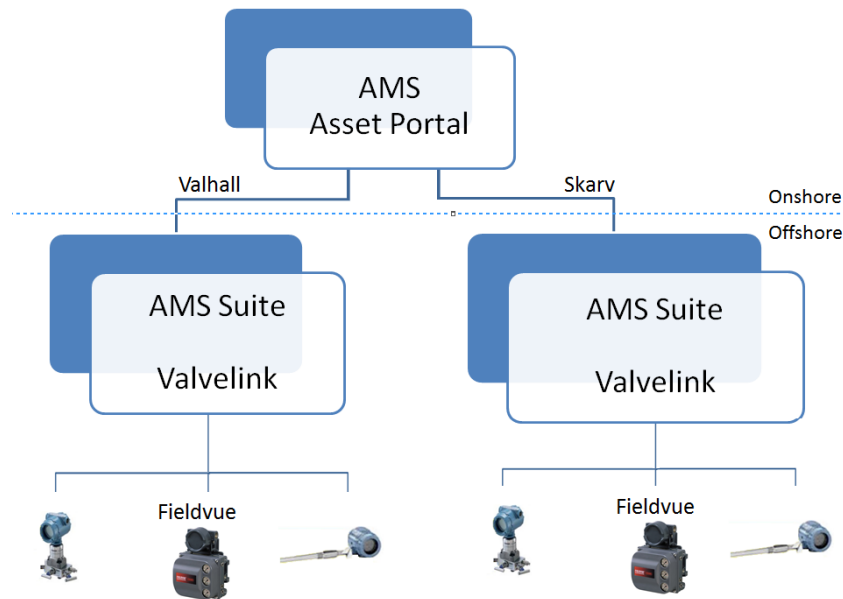 AMS
Asset Portal
Valhall
Skarv
Onshore
Offshore
AMS Suite
Valvelink
AMS Suite
Valvelink
Fieldvue
Fieldvue